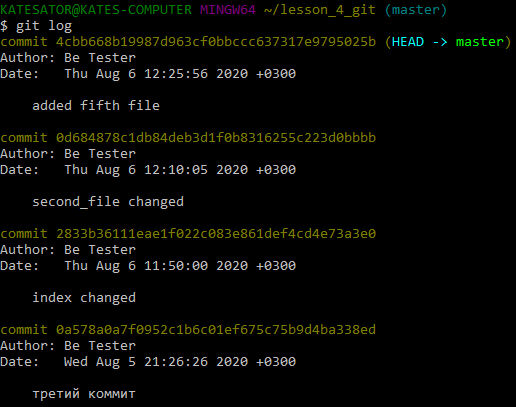 KATESATOR@KATES-COMPUTER MINGW64 ~/lesson_4_git (master)
$ git log
commit 4cbb668b19987d963cf0bbccc637317e9795025b (HEAD -> master)
Author: Be Tester
Date:   Thu Aug 6 12:25:56 2020 +0300
added fifth file
commit 0d684878c1db84deb3d1f0b8316255c223d0bbbb
Author: Be Tester
Date:   Thu Aug 6 12:10:05 2020 +0300
second_file changed
commit 2833b36111eae1f022c083e861def4cd4e73a3e0
Author: Be Tester
Date:   Thu Aug 6 11:50:00 2020 +0300
index changed
commit 0a578a0a7f0952c1b6c01ef675c75b9d4ba338ed
Author: Be Tester
Date:   Wed Aug 5 21:26:26 2020 +0300
третий коммит